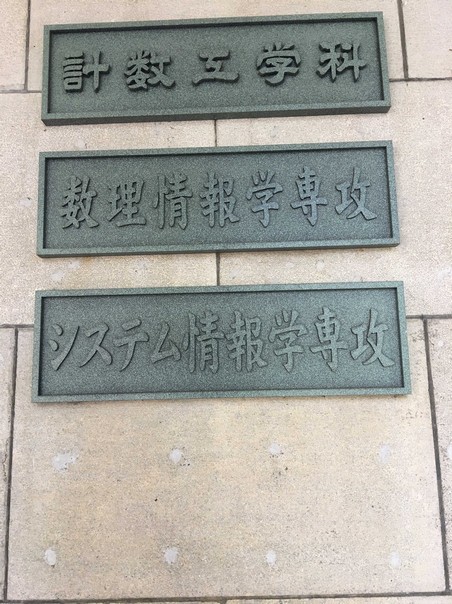 計数工学科
数理情報学専攻
システム情報学専攻